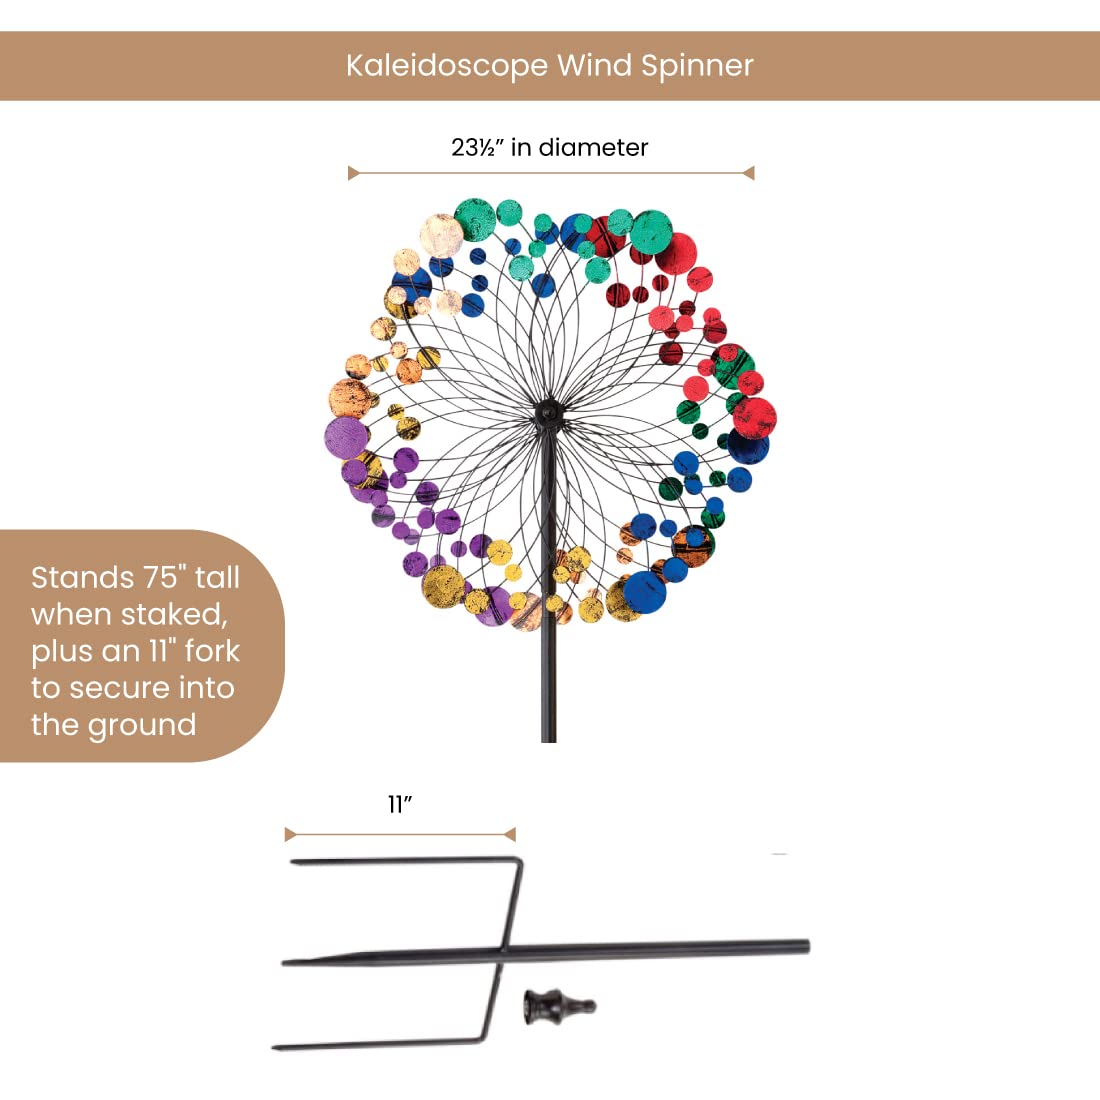 Kaleidoscope Wind Spinner
23½” in diameter
Stands 75" tall
when staked,
plus an 11" fork
to secure into
the ground
11”